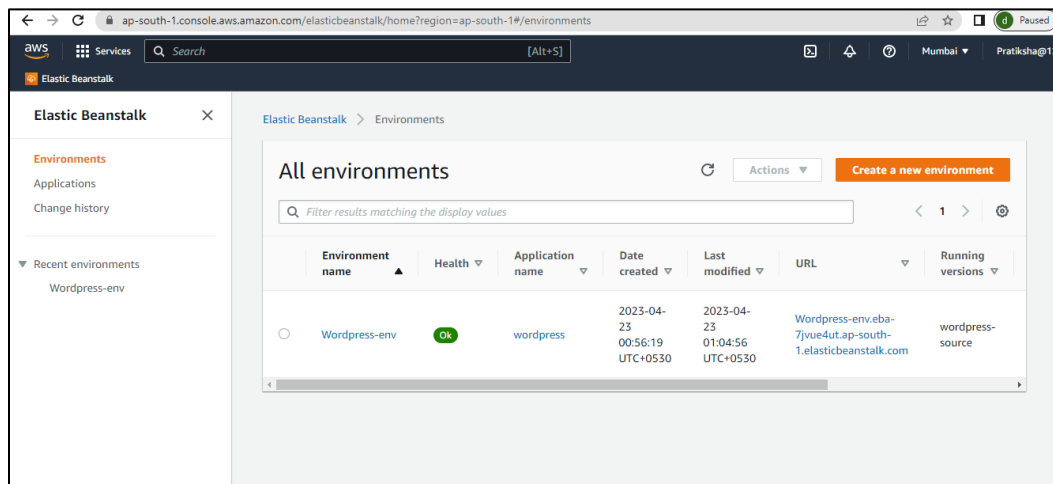 ap-south-1.console.aws.amazon.com/elasticbeanstalk/home?region=ap-south-1#/environments
d Paused
aws Services Search [Alt+S] Mumbai ▼ Pratiksha@12
Elastic Beanstalk
Elastic Beanstalk
Environments
Applications
Change history
Recent environments
Wordpress-env
Elastic Beanstalk > Environments
All environments
Actions ▼ Create a new environment
Filter results matching the display values
< 1 >
Environment
name ▲
Health
Application
name
Date
created
Last
modified
URL
Running
versions
Wordpress-env
Ok
wordpress
2023-04-
23
00:56:19
UTC+0530
2023-04-
23
01:04:56
UTC+0530
Wordpress-env.eba-
7jvue4ut.ap-south-
1.elasticbeanstalk.com
wordpress-
source